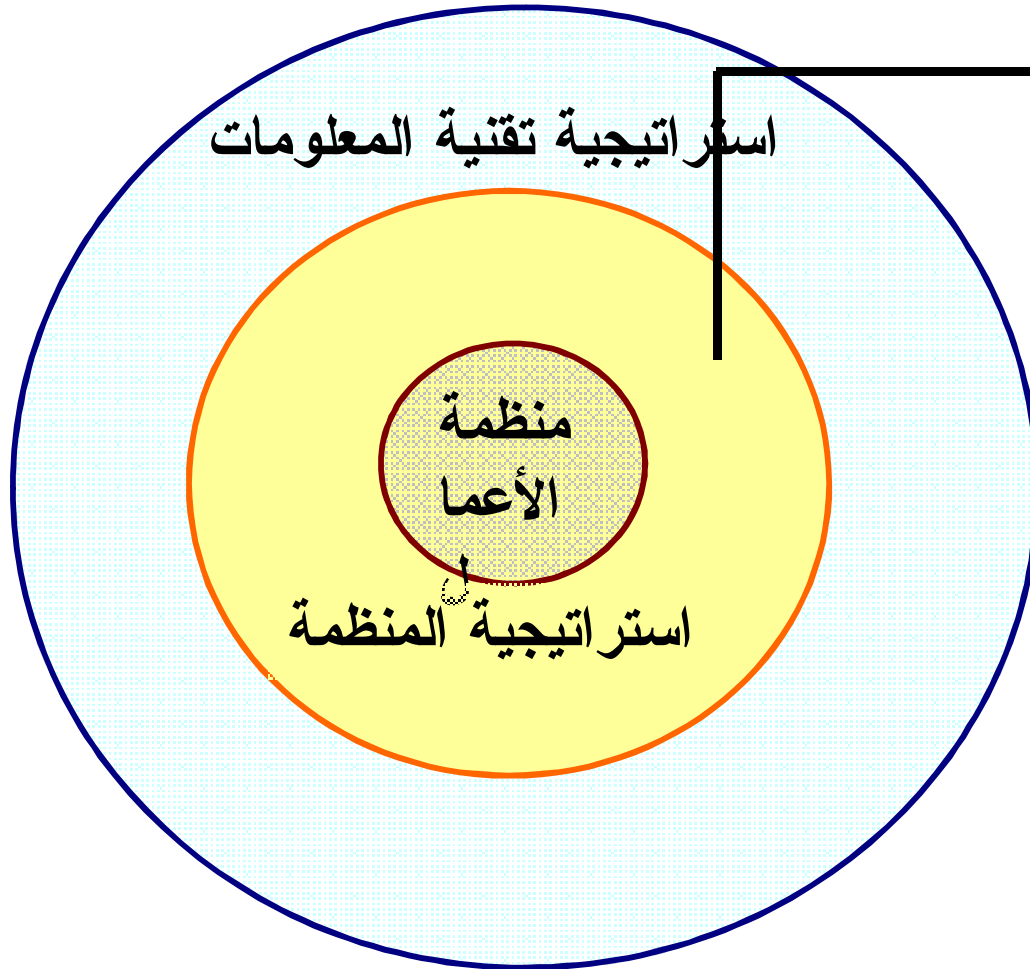 استراتيجية تقنية المعلومات
منظمة
الأعما
ل
استراتيجية المنظمة